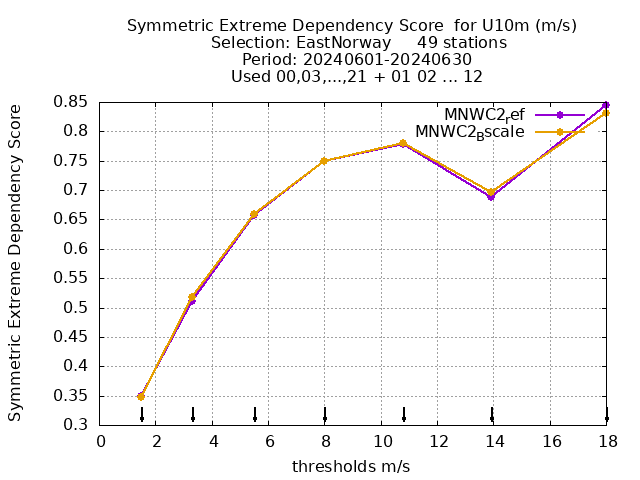 Symmetric Extreme Dependency Score for U10m (m/s)
Selection: EastNorway 49 stations
Period: 20240601-20240630
Used 00,03,...,21 + 01 02 ... 12
Symmetric Extreme Dependency Score
0.85
0.8
0.75
0.7
0.65
0.6
0.55
0.5
0.45
0.4
0.35
0.3
MNWC2ref
MNWC2Bscale
0 2 4 6 8 10 12 14 16 18
thresholds m/s